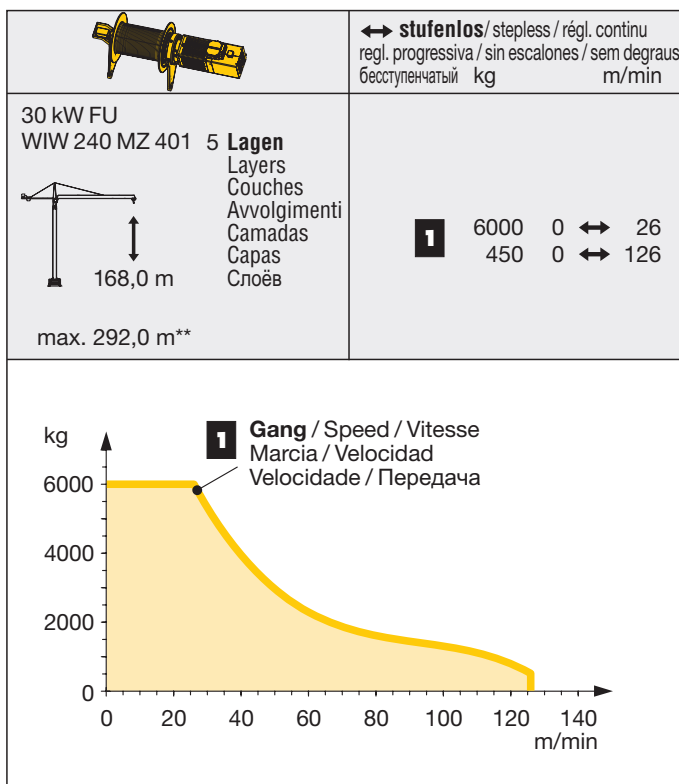 ↔ stufenlos / stepless / régl. continu
regl. progressiva / sin escalones / sem degraus
бесступенчатый kg m/min
30 kW FU
WIW 240 MZ 401 5 Lagen
Layers
Couches
Avvolgimenti
Camadas
Capas
Слоёв
168,0 m
max. 292,0 m**
1 6000 0 ↔ 26
450 0 ↔ 126
kg
1 Gang / Speed / Vitesse
Marcia / Velocidad
Velocidade / Передача
6000
4000
2000
0
0 20 40 60 80 100 120 140
m/min